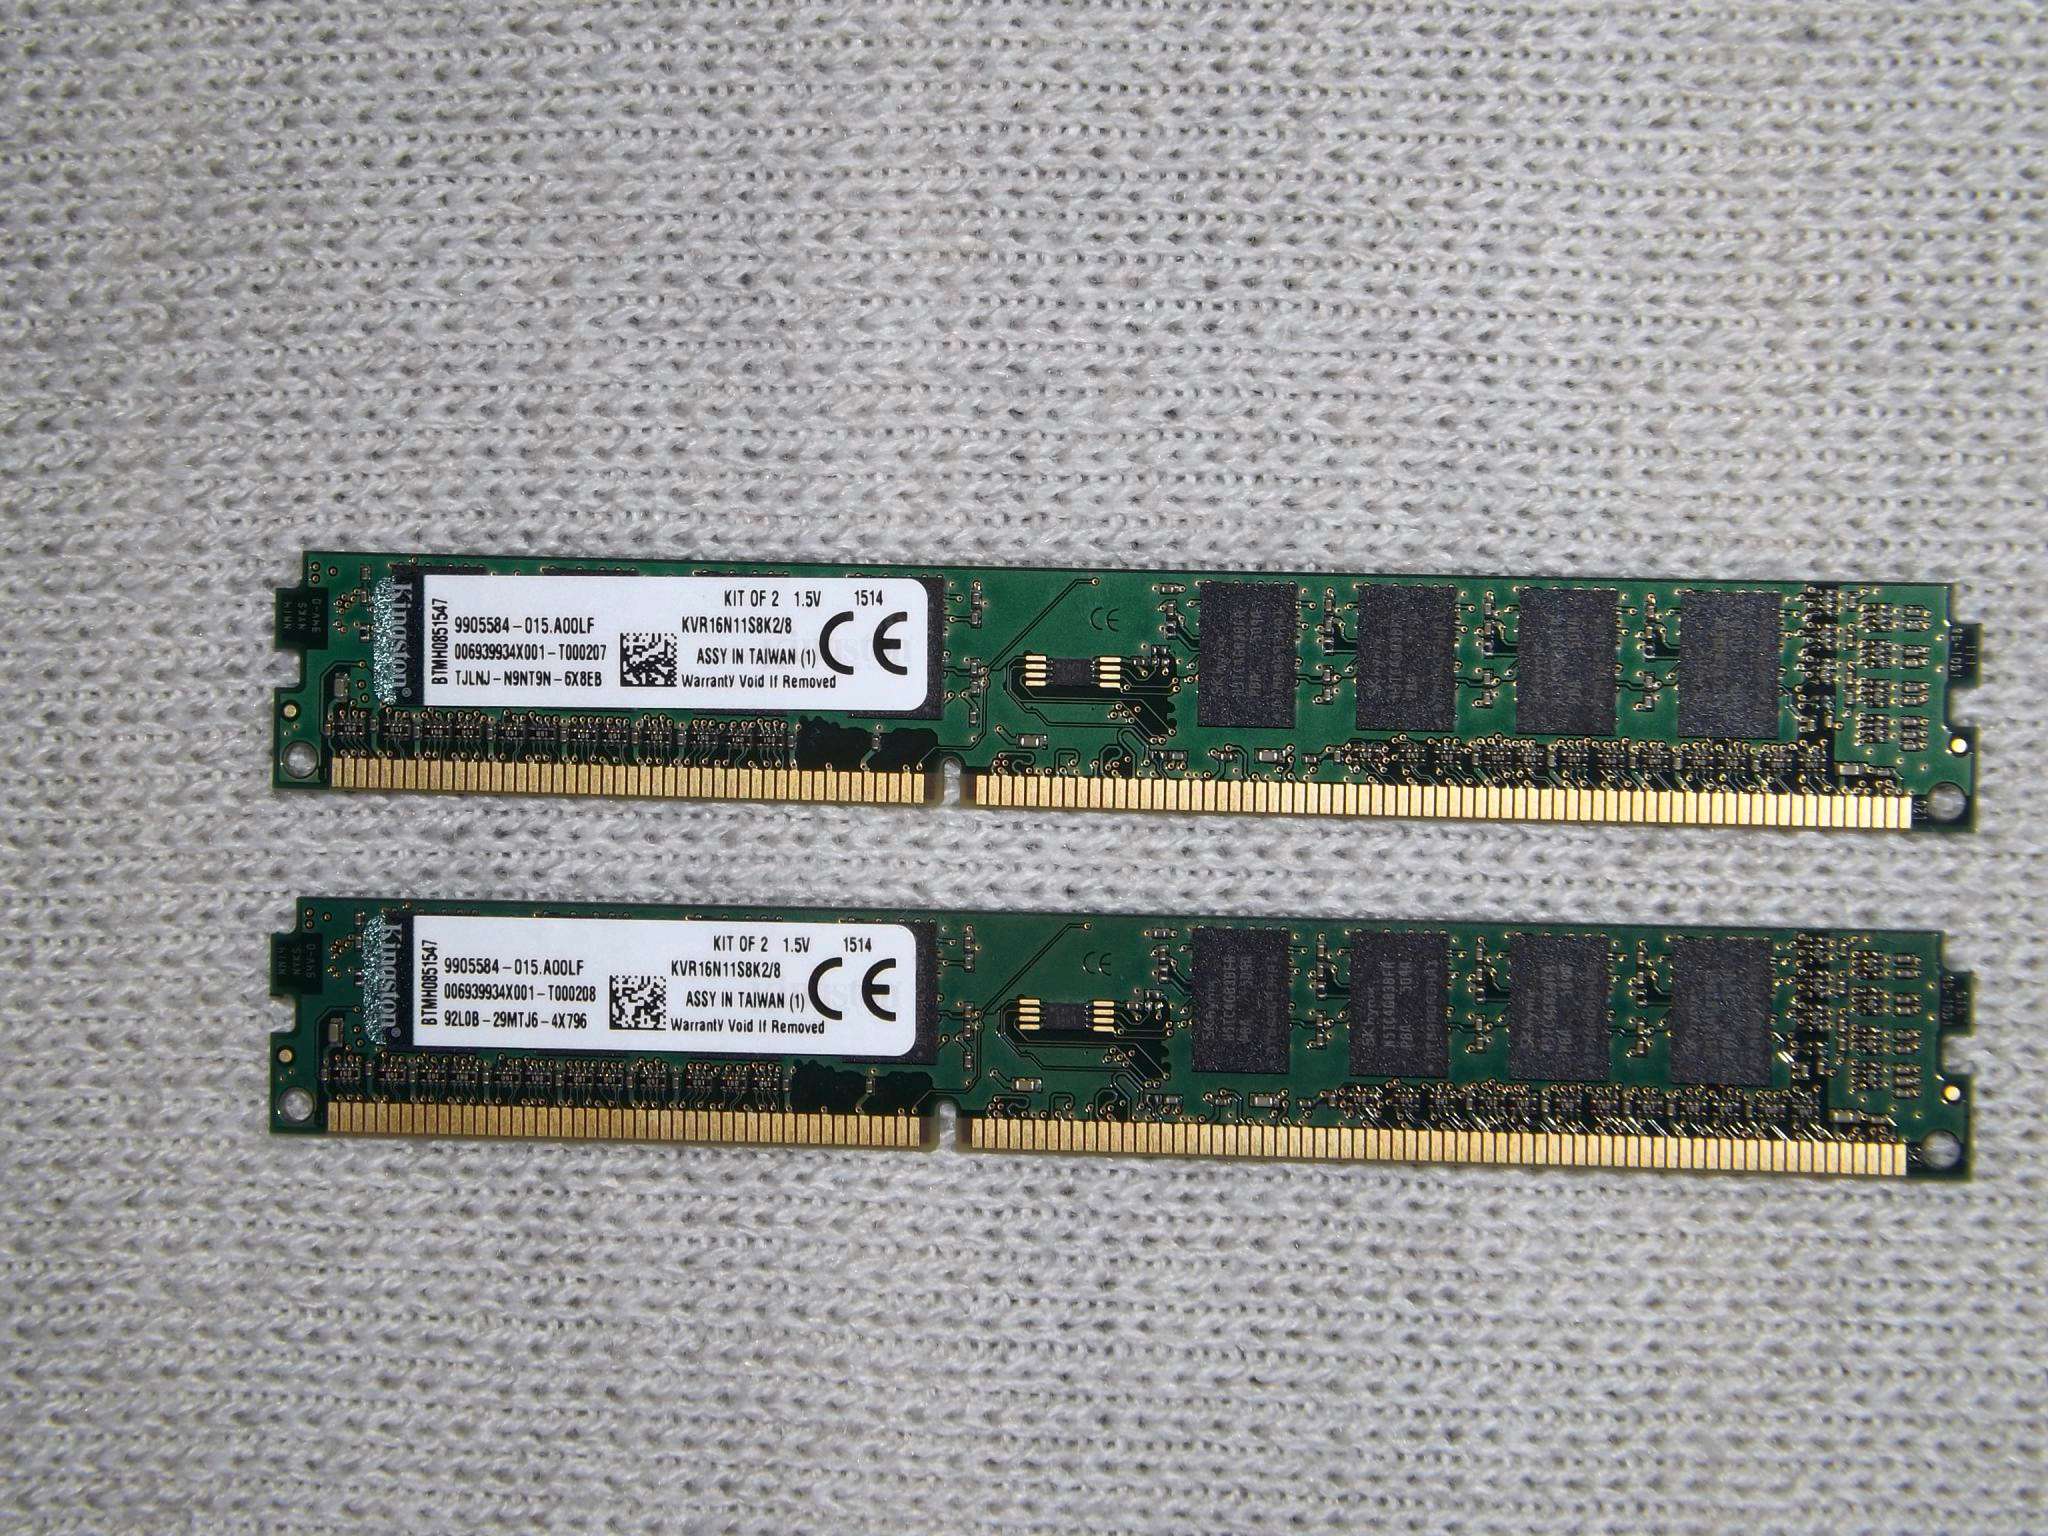 Kingston
BTMH0851547
KIT OF 2 1.5V 1514
9905584-015.A00LF KVR16N11S8K2/8
006939934X001-T000207 ASSY IN TAIWAN (1)
TJLNJ-N9NT9N-6X8EB Warranty Void If Removed
CE
CE
Kingston
BTMH0851547
KIT OF 2 1.5V 1514
9905584-015.A00LF KVR16N11S8K2/8
006939934X001-T000208 ASSY IN TAIWAN (1)
92L0B-29MTJ6-4X796 Warranty Void If Removed
CE
CE